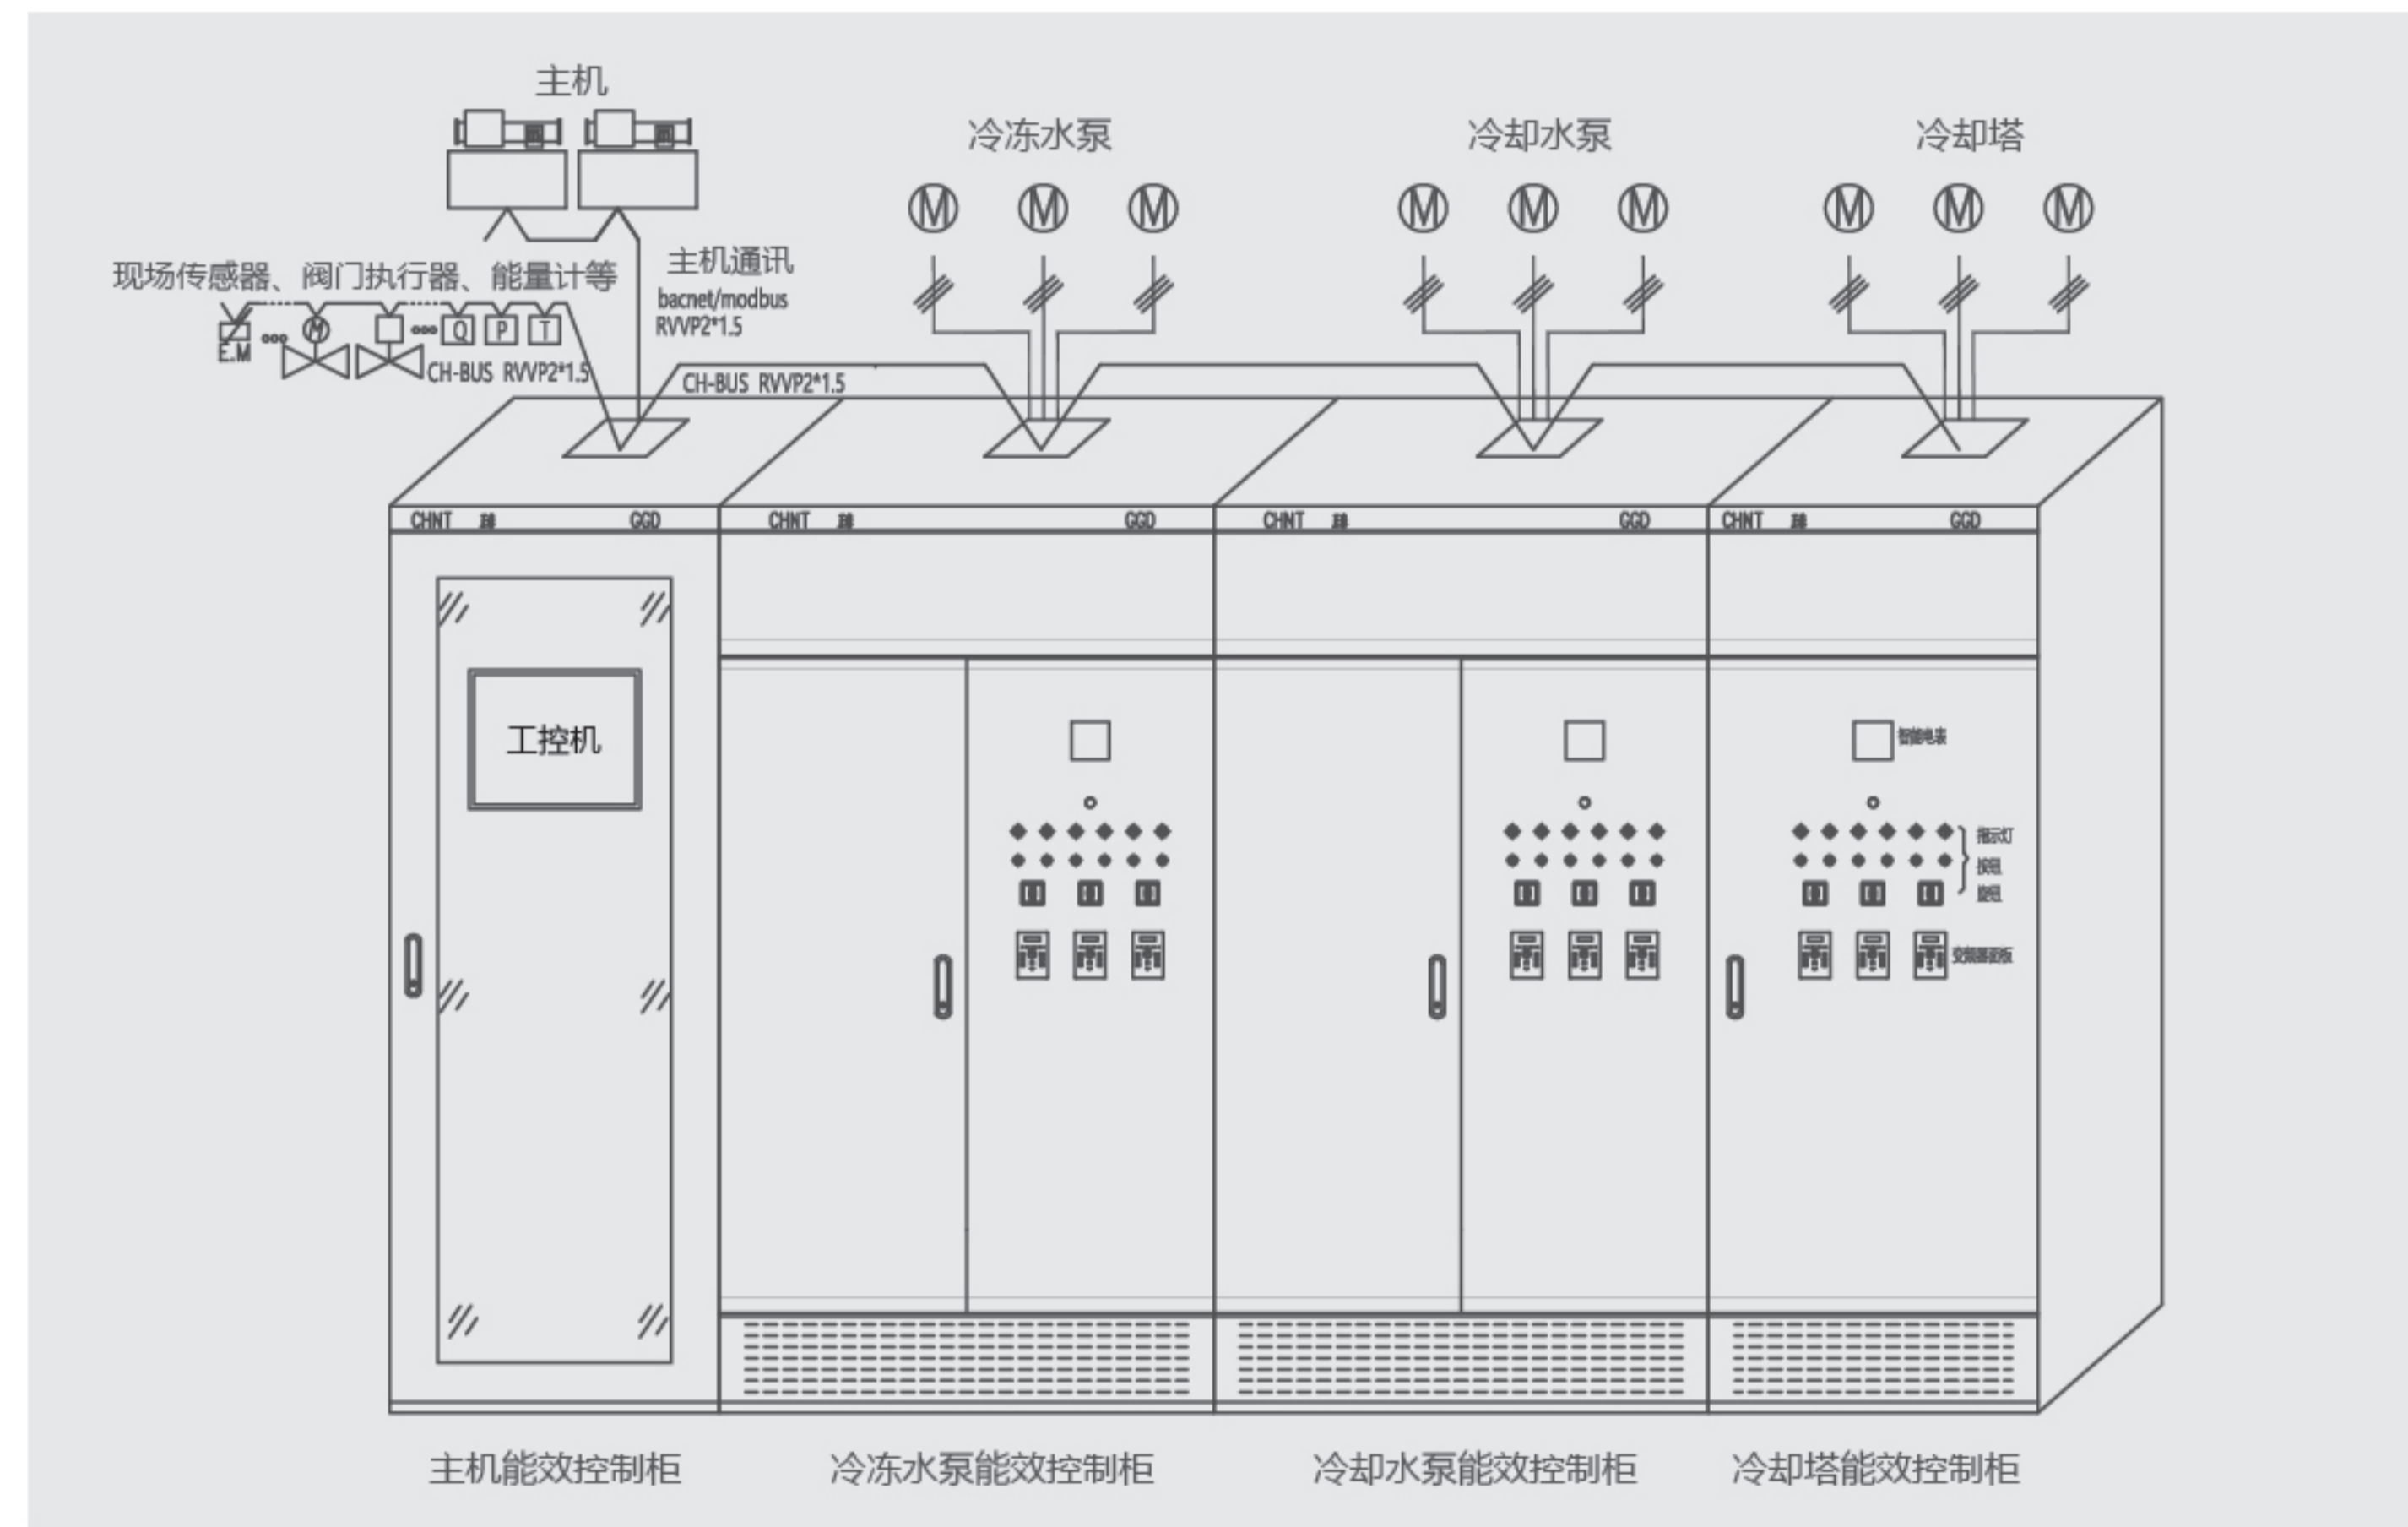 主机
冷冻水泵
冷却水泵
冷却塔
M M M
M M M
M M M
现场传感器、阀门执行器、能量计等
主机通讯
bacnet/modbus
RVVP2*1.5
M
Q P T
E.M
CH-BUS RVVP2*1.5
CH-BUS RVVP2*1.5
CHNT GGD
CHNT GGD
CHNT GGD
CHNT GGD
工控机
智能电表
指示灯
按钮
旋钮
变频器面板
主机能效控制柜
冷冻水泵能效控制柜
冷却水泵能效控制柜
冷却塔能效控制柜